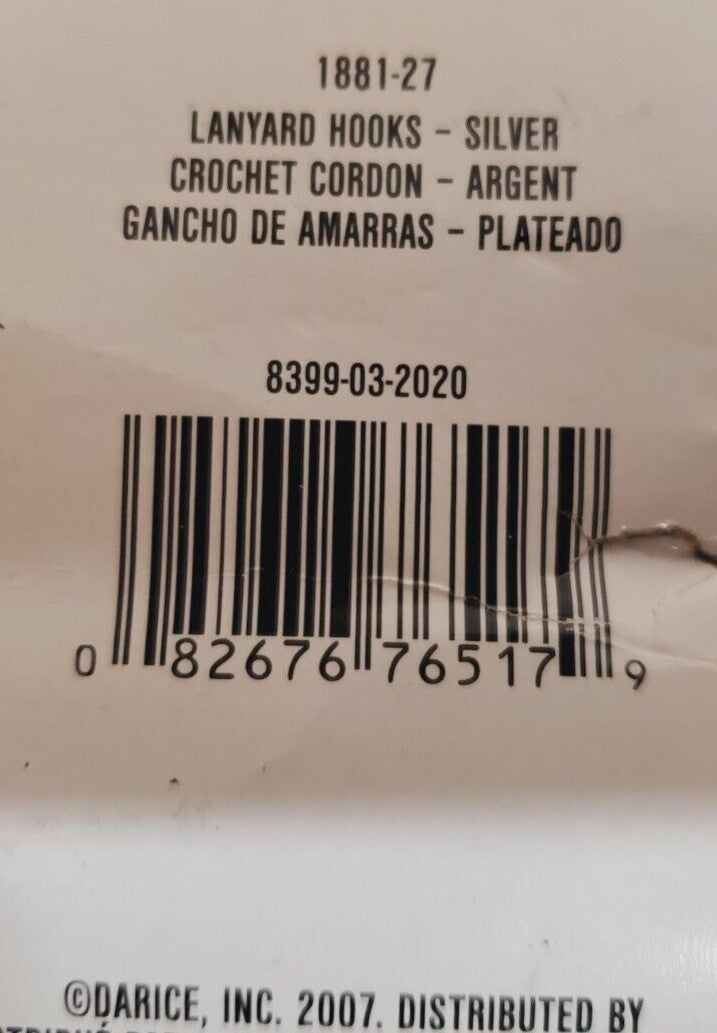 1881-27
LANYARD HOOKS – SILVER
CROCHET CORDON – ARGENT
GANCHO DE AMARRAS – PLATEADO
8399-03-2020
0 82676 76517 9
©DARICE, INC. 2007. DISTRIBUTED BY